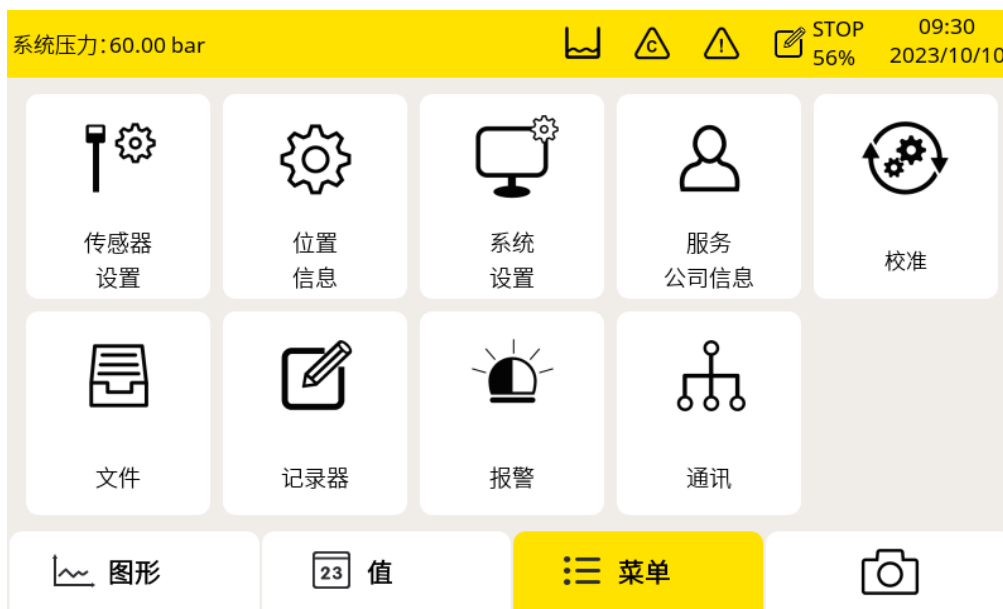 系统压力:60.00 bar
C
!
STOP
56%
09:30
2023/10/10
传感器
设置
位置
信息
系统
设置
服务
公司信息
校准
文件
记录器
报警
通讯
图形
23
值
菜单